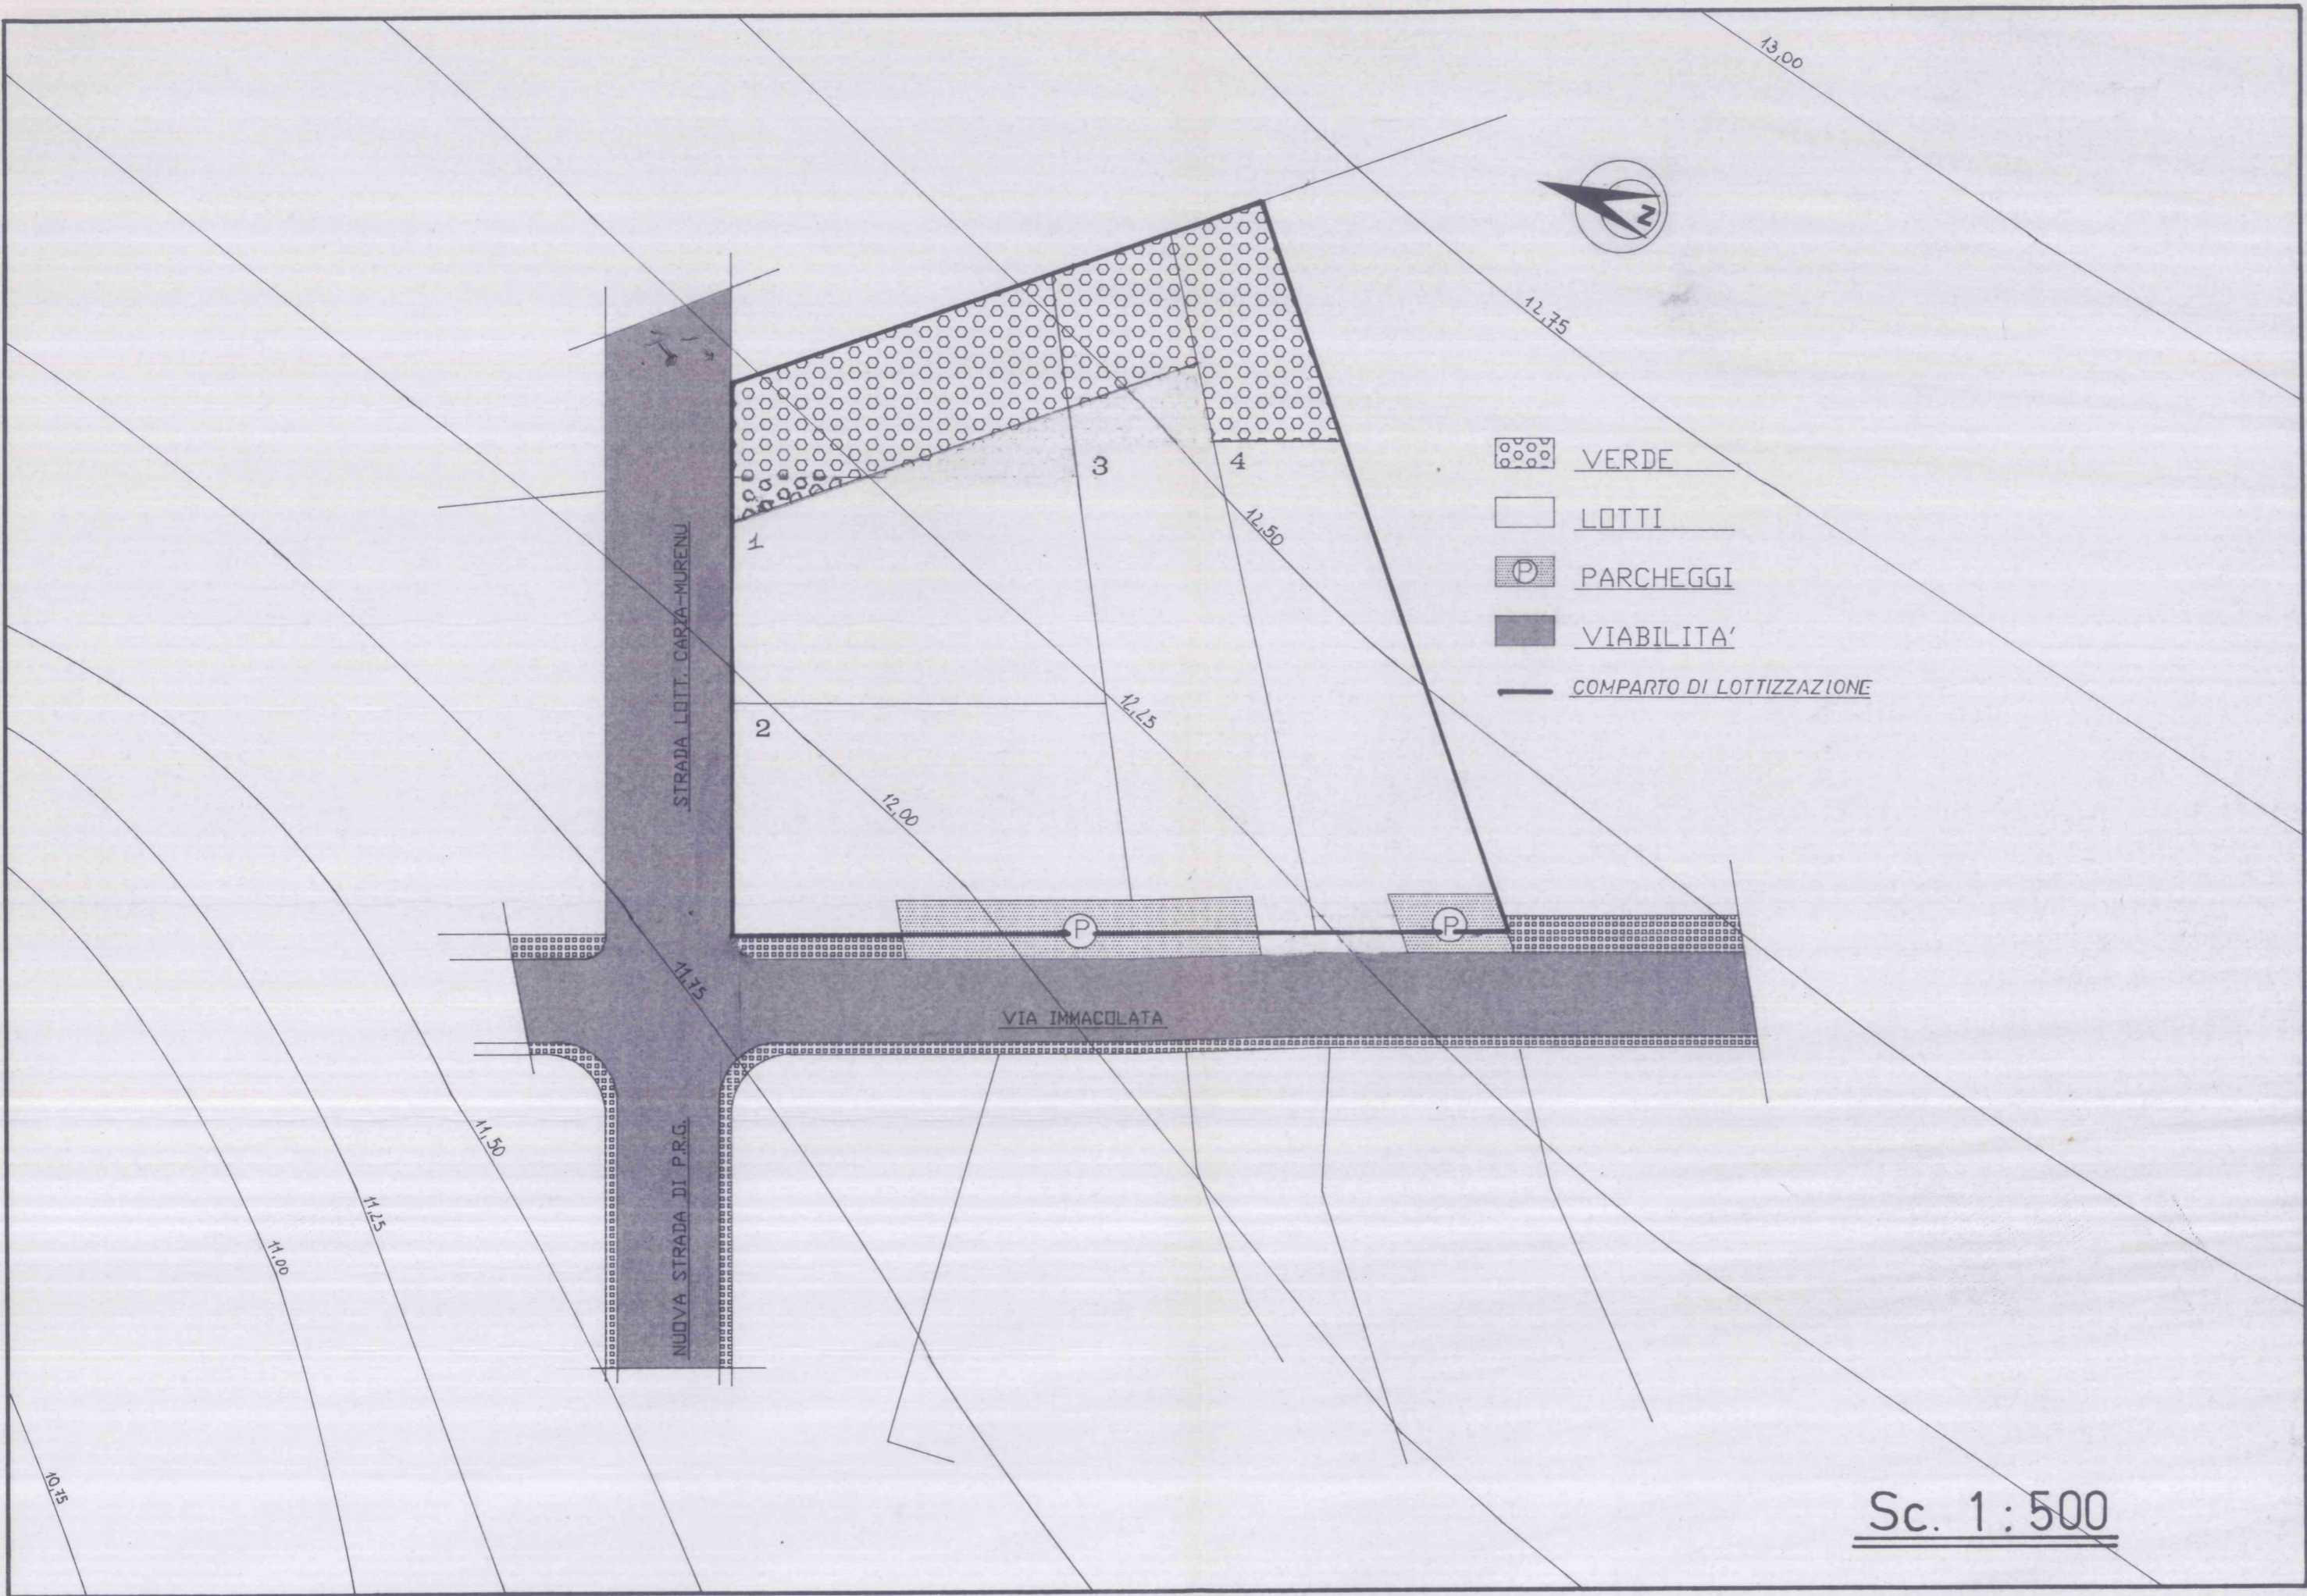 13,00
N
12,75
VERDE
3
4
LOTTI
12,50
1
P
PARCHEGGI
VIABILITA'
STRADA LOTT. CARIA-MURENU
COMPARTO DI LOTTIZZAZIONE
12,25
2
12,00
P
P
11,75
VIA IMMACOLATA
11,50
NUOVA STRADA DI P.R.G.
11,25
11,00
10,75
Sc. 1:500